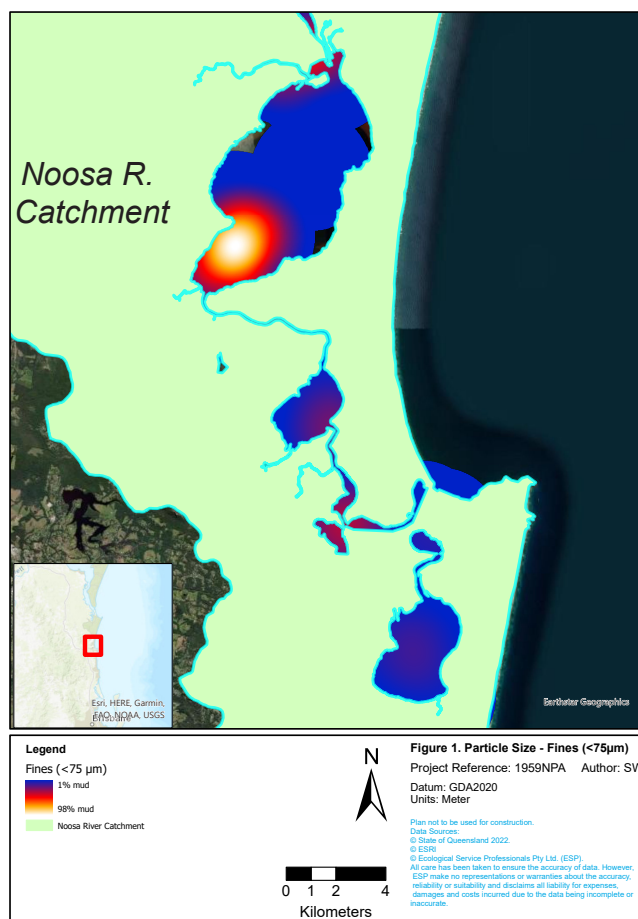 Noosa R.
Catchment
Esri, HERE, Garmin,
FAO, NOAA, USGS
Brisbane
Earthstar Geographics
Legend
Fines (<75 µm)
1% mud
98% mud
Noosa River Catchment
N
0 1 2 4
Kilometers
Figure 1. Particle Size - Fines (<75µm)
Project Reference: 1959NPA Author: SW
Datum: GDA2020
Units: Meter
Plan not to be used for construction.
Data Sources:
© State of Queensland 2022.
© ESRI
© Ecological Service Professionals Pty Ltd. (ESP).
All care has been taken to ensure the accuracy of data. However,
ESP make no representations or warranties about the accuracy,
reliability or suitability and disclaims all liability for expenses,
damages and costs incurred due to the data being incomplete or
inaccurate.